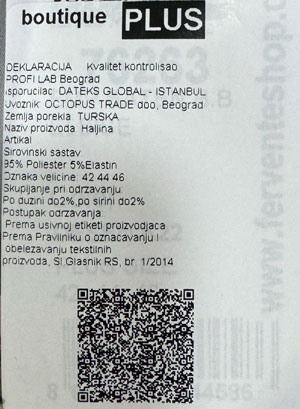 boutique PLUS
DEKLARACIJA Kvalitet kontrolisao
PROFI LAB Beograd
Isporucilac: DATEKS GLOBAL - ISTANBUL
Uvoznik: OCTOPUS TRADE doo, Beograd
Zemlja porekla: TURSKA
Naziv proizvoda: Haljina
Artikal
Sirovinski sastav
95% Poliester 5%Elastin
Oznaka velicine: 42 44 46
Skupljanje pri odrzavanju:
Po duzini do2%,po sirini do2%
Postupak odrzavanja:
Prema usivnoj etiketi proizvodjaca
Prema Pravliniku o oznacavanju i
obelezavanju tekstilnih
proizvoda, Sl.Glasnik RS, br. 1/2014